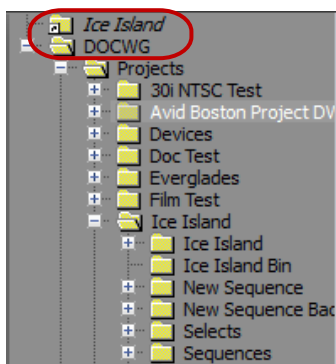 Ice Island
DOCWG
Projects
30i NTSC Test
Avid Boston Project DV
Devices
Doc Test
Everglades
Film Test
Ice Island
Ice Island
Ice Island Bin
New Sequence
New Sequence Bac
Selects
Sequences